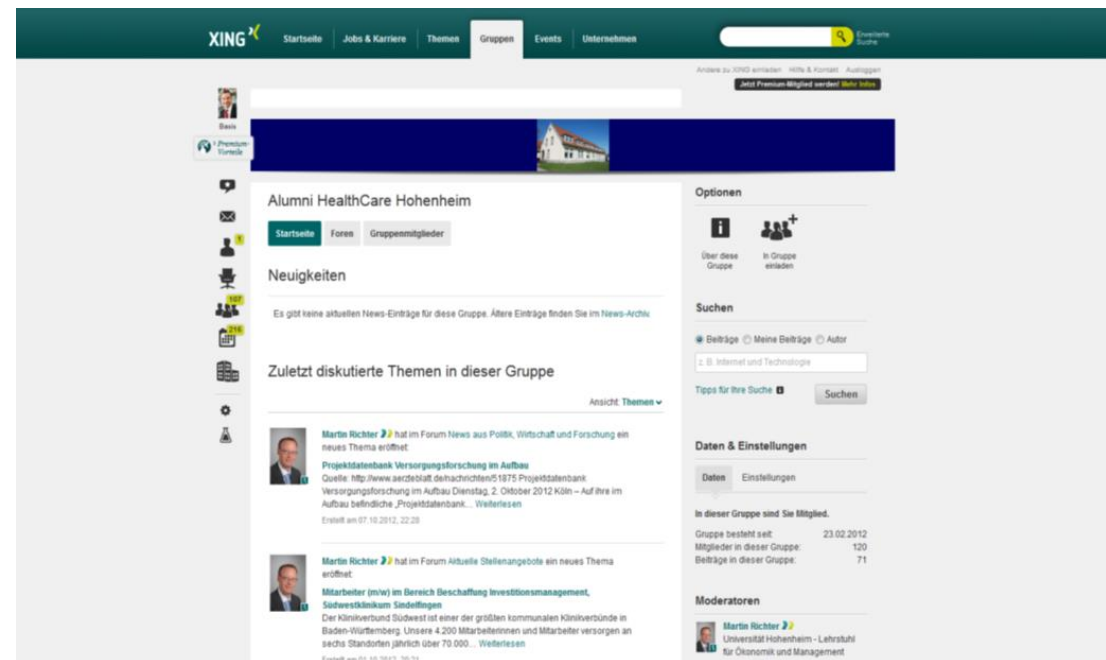 XING
Startseite
Jobs & Karriere
Themen
Gruppen
Events
Unternehmen
Erweiterte
Suche
Andere zu XING einladen Hilfe & Kontakt Ausloggen
Jetzt Premium-Mitglied werden! Mehr Infos
Basis
Premium-
Vorteile
1
107
216
Alumni HealthCare Hohenheim
Startseite
Foren
Gruppenmitglieder
Neuigkeiten
Es gibt keine aktuellen News-Einträge für diese Gruppe. Ältere Einträge finden Sie im News-Archiv.
Zuletzt diskutierte Themen in dieser Gruppe
Ansicht: Themen
Martin Richter hat im Forum News aus Politik, Wirtschaft und Forschung ein
neues Thema eröffnet:
Projektdatenbank Versorgungsforschung im Aufbau
Quelle: http://www.aerzteblatt.de/nachrichten/51875 Projektdatenbank
Versorgungsforschung im Aufbau Dienstag, 2. Oktober 2012 Köln – Auf ihre im
Aufbau befindliche „Projektdatenbank... Weiterlesen
Erstellt am 07.10.2012, 22:28
Martin Richter hat im Forum Aktuelle Stellenangebote ein neues Thema
eröffnet:
Mitarbeiter (m/w) im Bereich Beschaffung Investitionsmanagement,
Südwestklinikum Sindelfingen
Der Klinikverbund Südwest ist einer der größten kommunalen Klinikverbünde in
Baden-Württemberg. Unsere 4.200 Mitarbeiterinnen und Mitarbeiter versorgen an
sechs Standorten jährlich über 70.000... Weiterlesen
Erstellt am 01.10.2012, 20:21
Optionen
Über diese
Gruppe
In Gruppe
einladen
Suchen
Beiträge Meine Beiträge Autor
z. B. Internet und Technologie
Tipps für Ihre Suche
Suchen
Daten & Einstellungen
Daten
Einstellungen
In dieser Gruppe sind Sie Mitglied.
Gruppe besteht seit: 23.02.2012
Mitglieder in dieser Gruppe: 120
Beiträge in dieser Gruppe: 71
Moderatoren
Martin Richter
Universität Hohenheim - Lehrstuhl
für Ökonomik und Management